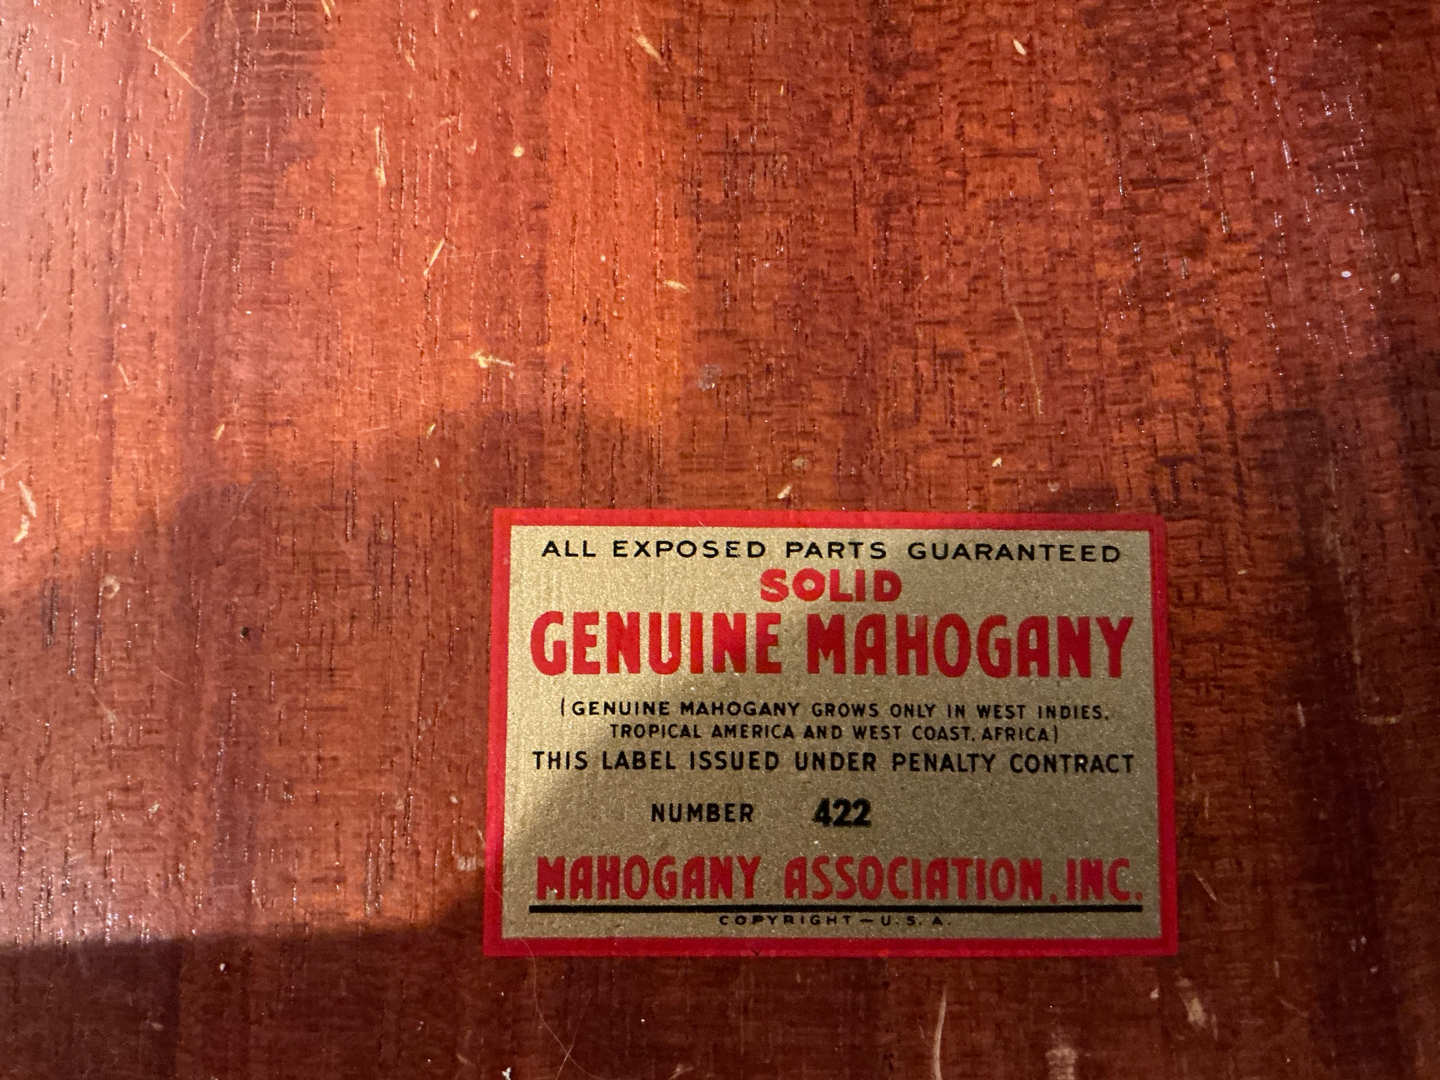 ALL EXPOSED PARTS GUARANTEED
SOLID
GENUINE MAHOGANY
(GENUINE MAHOGANY GROWS ONLY IN WEST INDIES,
TROPICAL AMERICA AND WEST COAST, AFRICA)
THIS LABEL ISSUED UNDER PENALTY CONTRACT
NUMBER 422
MAHOGANY ASSOCIATION, INC.
COPYRIGHT—U.S.A.